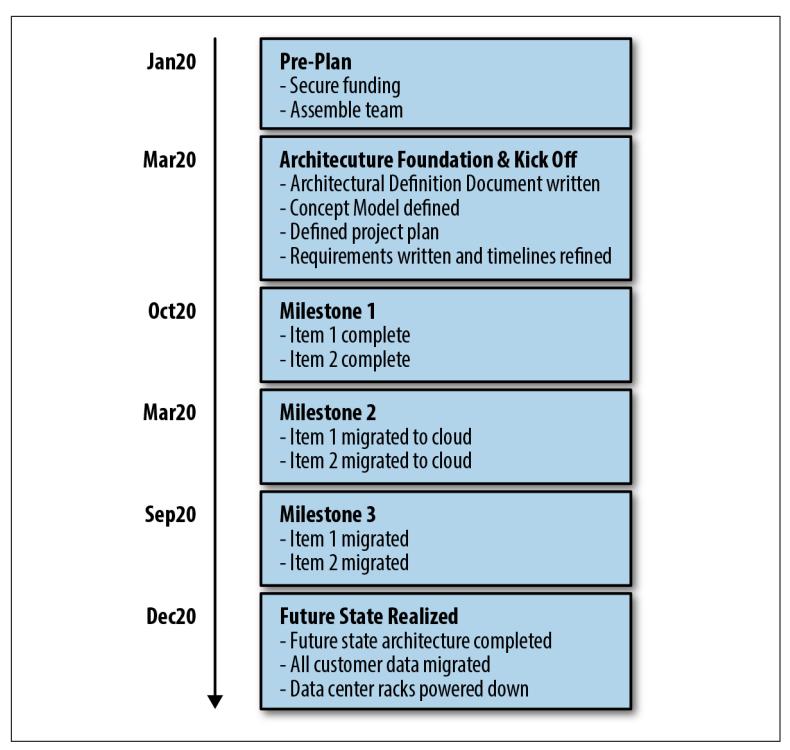 Jan20
Pre-Plan
- Secure funding
- Assemble team
Mar20
Architecuture Foundation & Kick Off
- Architectural Definition Document written
- Concept Model defined
- Defined project plan
- Requirements written and timelines refined
Oct20
Milestone 1
- Item 1 complete
- Item 2 complete
Mar20
Milestone 2
- Item 1 migrated to cloud
- Item 2 migrated to cloud
Sep20
Milestone 3
- Item 1 migrated
- Item 2 migrated
Dec20
Future State Realized
- Future state architecture completed
- All customer data migrated
- Data center racks powered down